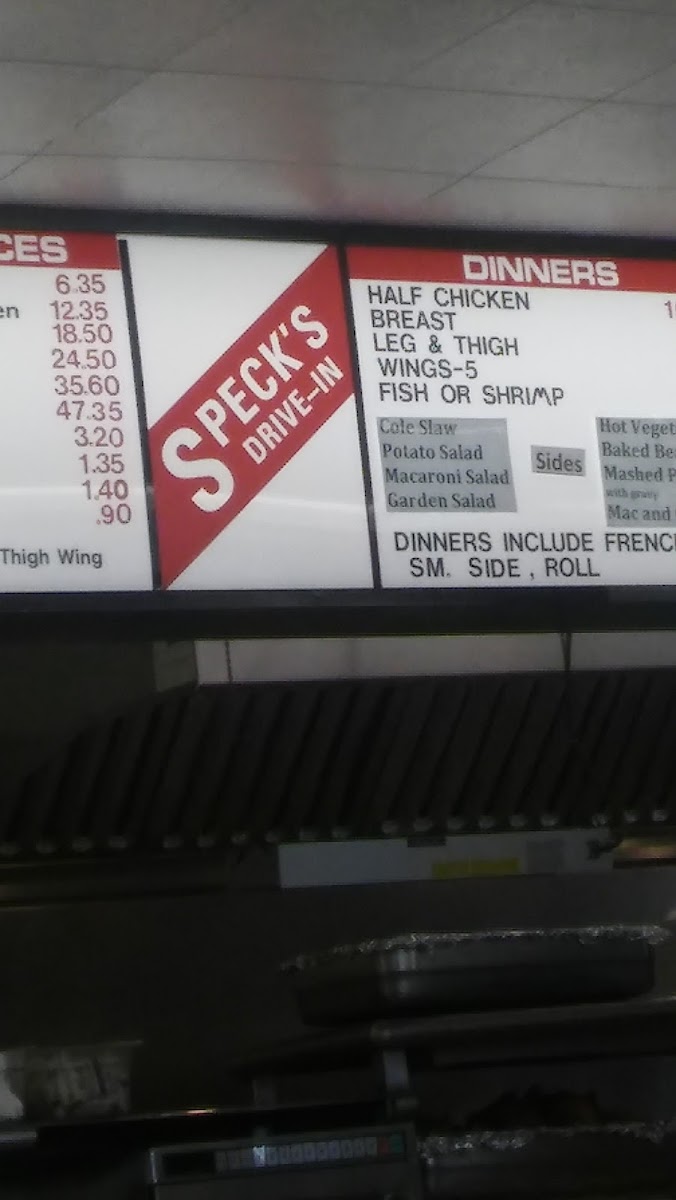 CES
6.35
en 12.35
18.50
24.50
35.60
47.35
3.20
1.35
1.40
.90
Thigh Wing
SPECK'S
DRIVE-IN
DINNERS
HALF CHICKEN 1
BREAST
LEG & THIGH
WINGS-5
FISH OR SHRIMP
Cole Slaw
Potato Salad
Macaroni Salad
Garden Salad
Sides
Hot Veget
Baked Be
Mashed P
with gravy
Mac and
DINNERS INCLUDE FRENC
SM. SIDE, ROLL